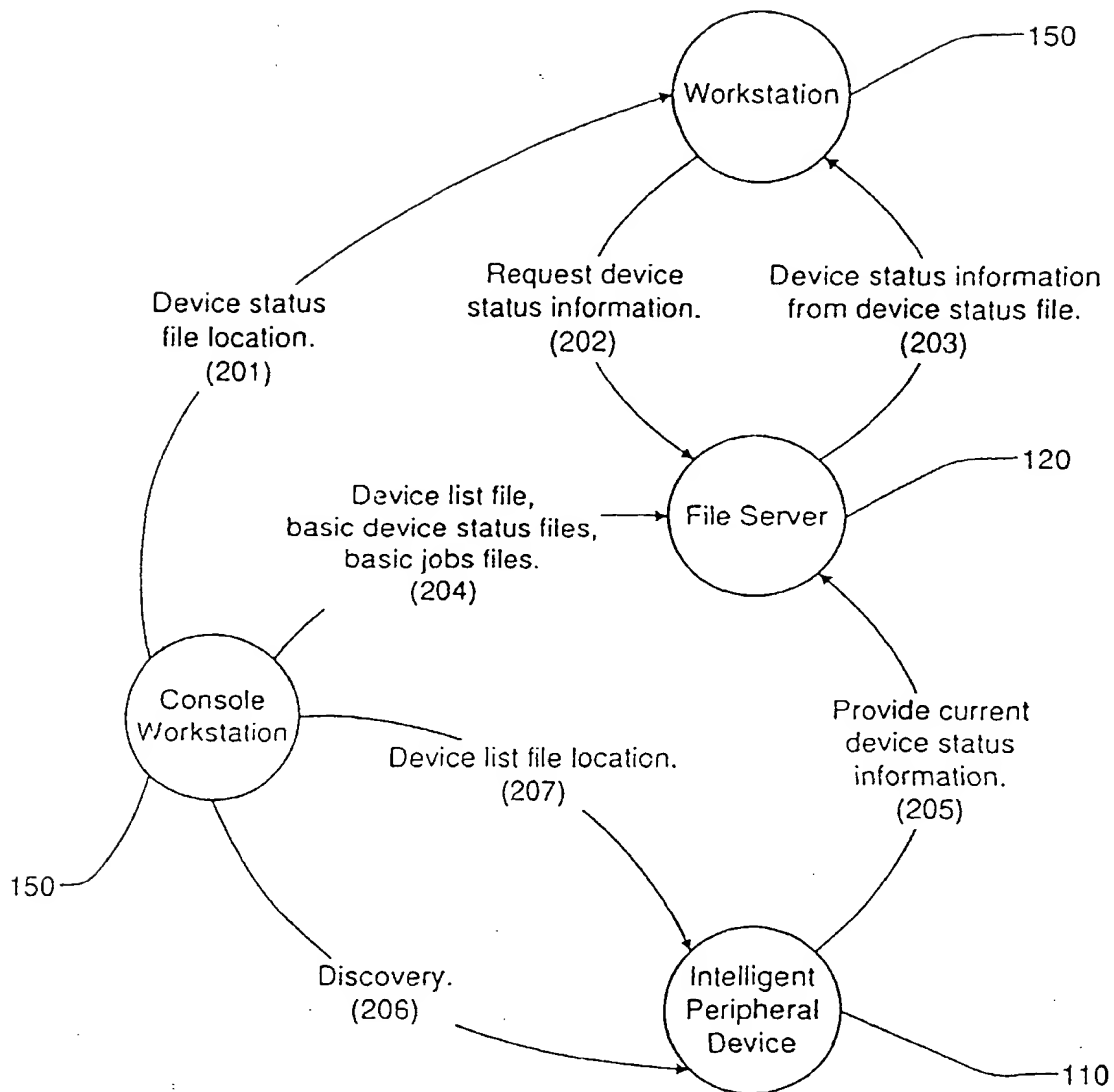 150
Workstation
Request device
status information.
(202)
Device status information
from device status file.
(203)
Device status
file location.
(201)
120
File Server
Device list file,
basic device status files,
basic jobs files.
(204)
Console
Workstation
Provide current
device status
information.
(205)
Device list file location.
(207)
150
Discovery.
(206)
Intelligent
Peripheral
Device
110